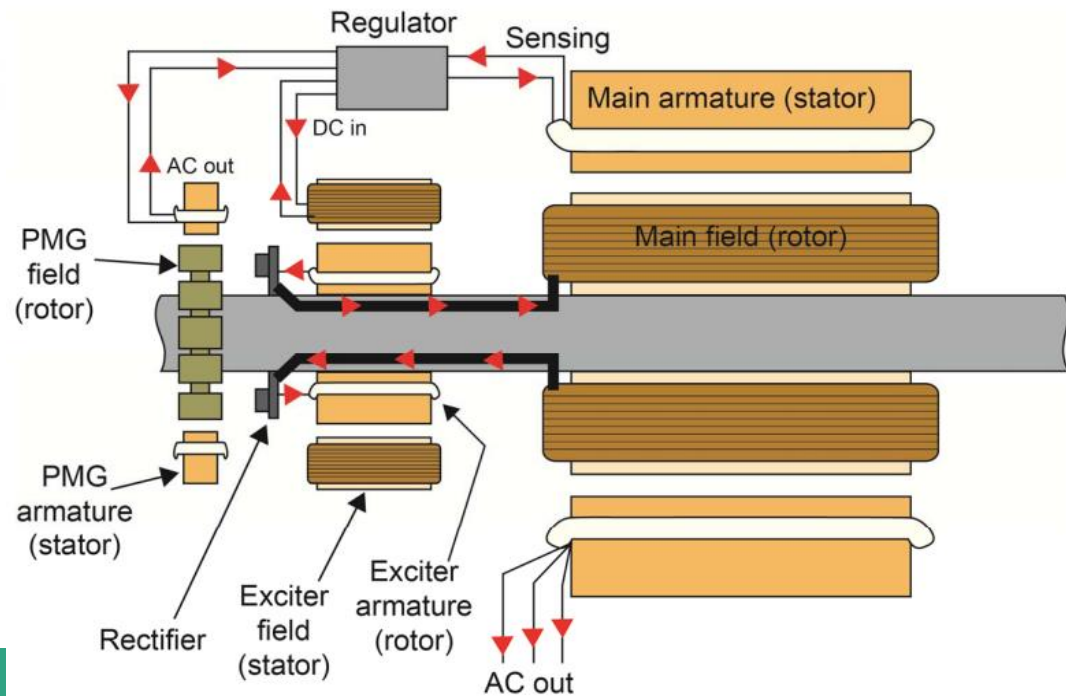 Regulator
Sensing
Main armature (stator)
DC in
AC out
PMG
field
(rotor)
Main field (rotor)
PMG
armature
(stator)
Rectifier
Exciter
field
(stator)
Exciter
armature
(rotor)
AC out